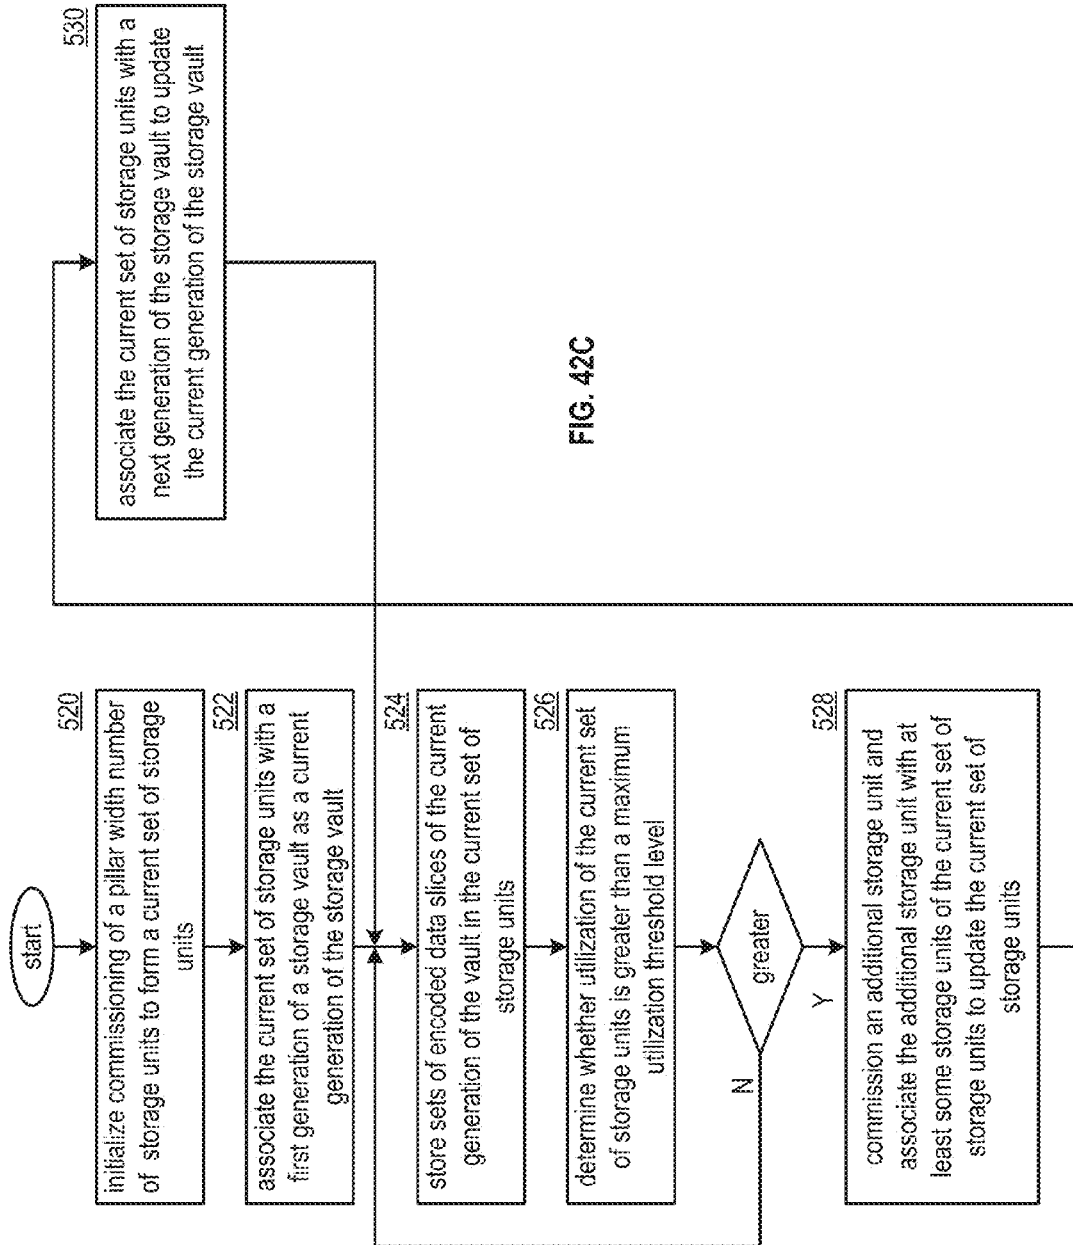 start
520
initialize commissioning of a pillar width number
of storage units to form a current set of storage
units
522
associate the current set of storage units with a
first generation of a storage vault as a current
generation of the storage vault
524
store sets of encoded data slices of the current
generation of the vault in the current set of
storage units
526
determine whether utilization of the current set
of storage units is greater than a maximum
utilization threshold level
greater
N
Y
528
commission an additional storage unit and
associate the additional storage unit with at
least some storage units of the current set of
storage units to update the current set of
storage units
530
associate the current set of storage units with a
next generation of the storage vault to update
the current generation of the storage vault
FIG. 42C